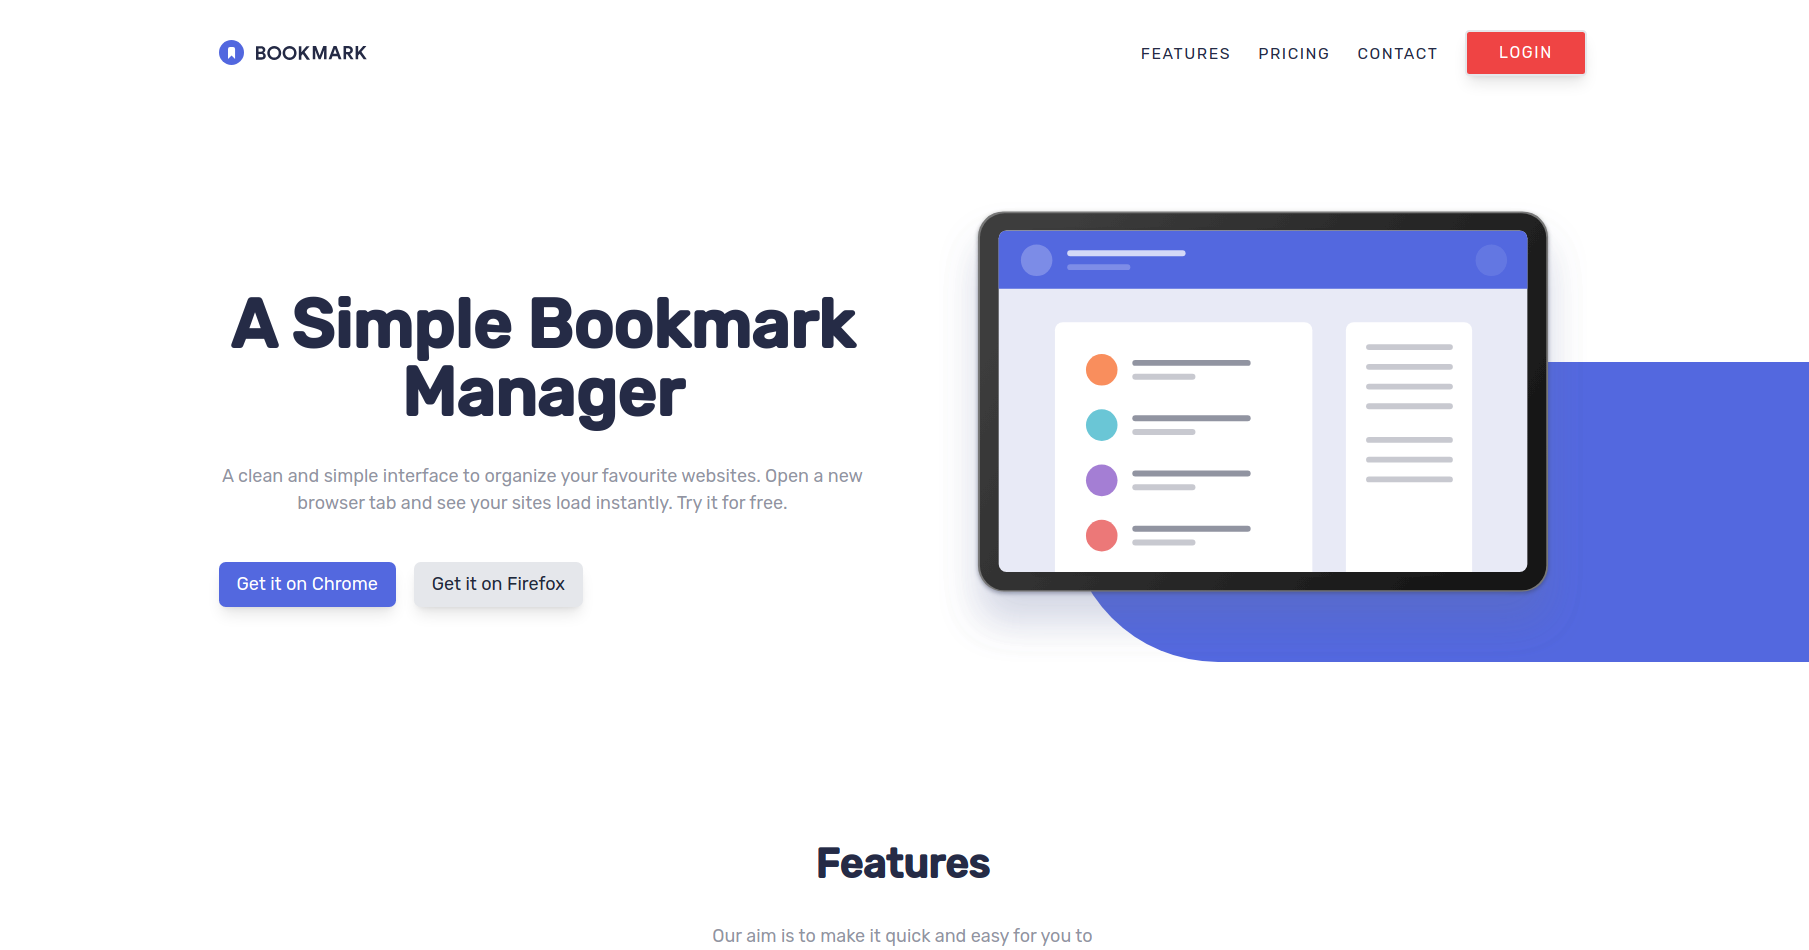 BOOKMARK
FEATURES PRICING CONTACT LOGIN
A Simple Bookmark
Manager
A clean and simple interface to organize your favourite websites. Open a new
browser tab and see your sites load instantly. Try it for free.
Get it on Chrome Get it on Firefox
Features
Our aim is to make it quick and easy for you to